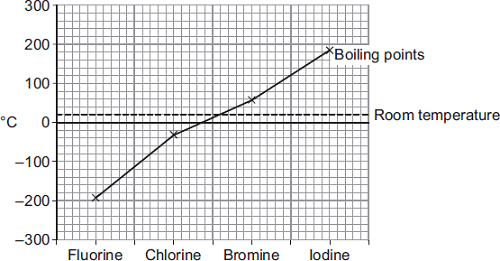 300
200
Boiling points
100
Room temperature
°C
0
–100
–200
–300
Fluorine Chlorine Bromine Iodine